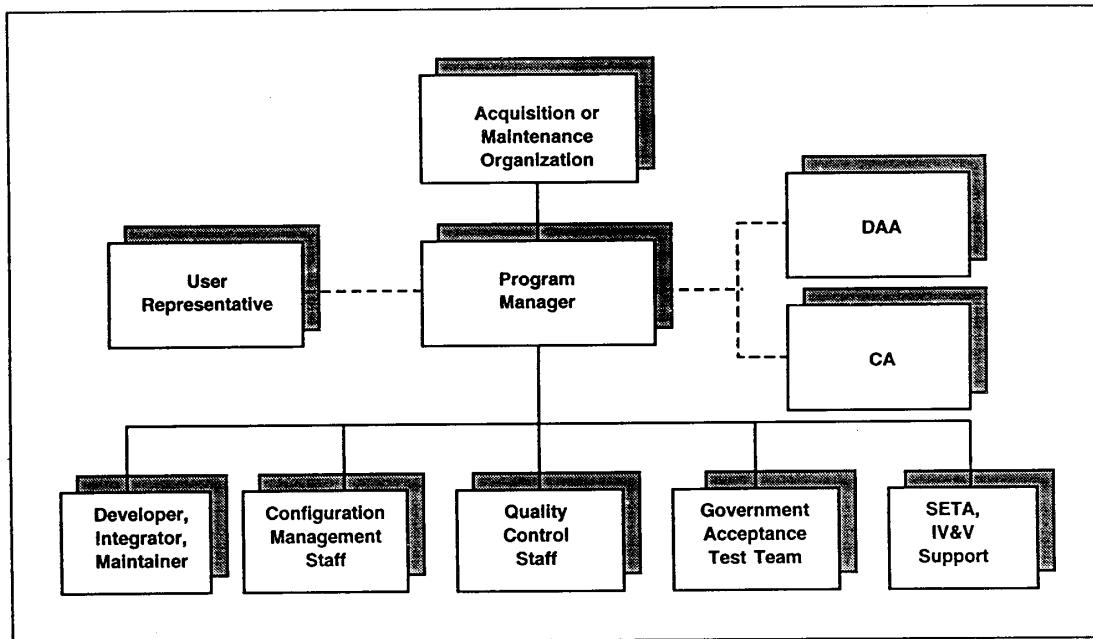 Acquisition or
Maintenance
Organization
DAA
User
Representative
Program
Manager
CA
Developer,
Integrator,
Maintainer
Configuration
Management
Staff
Quality
Control
Staff
Government
Acceptance
Test Team
SETA,
IV&V
Support